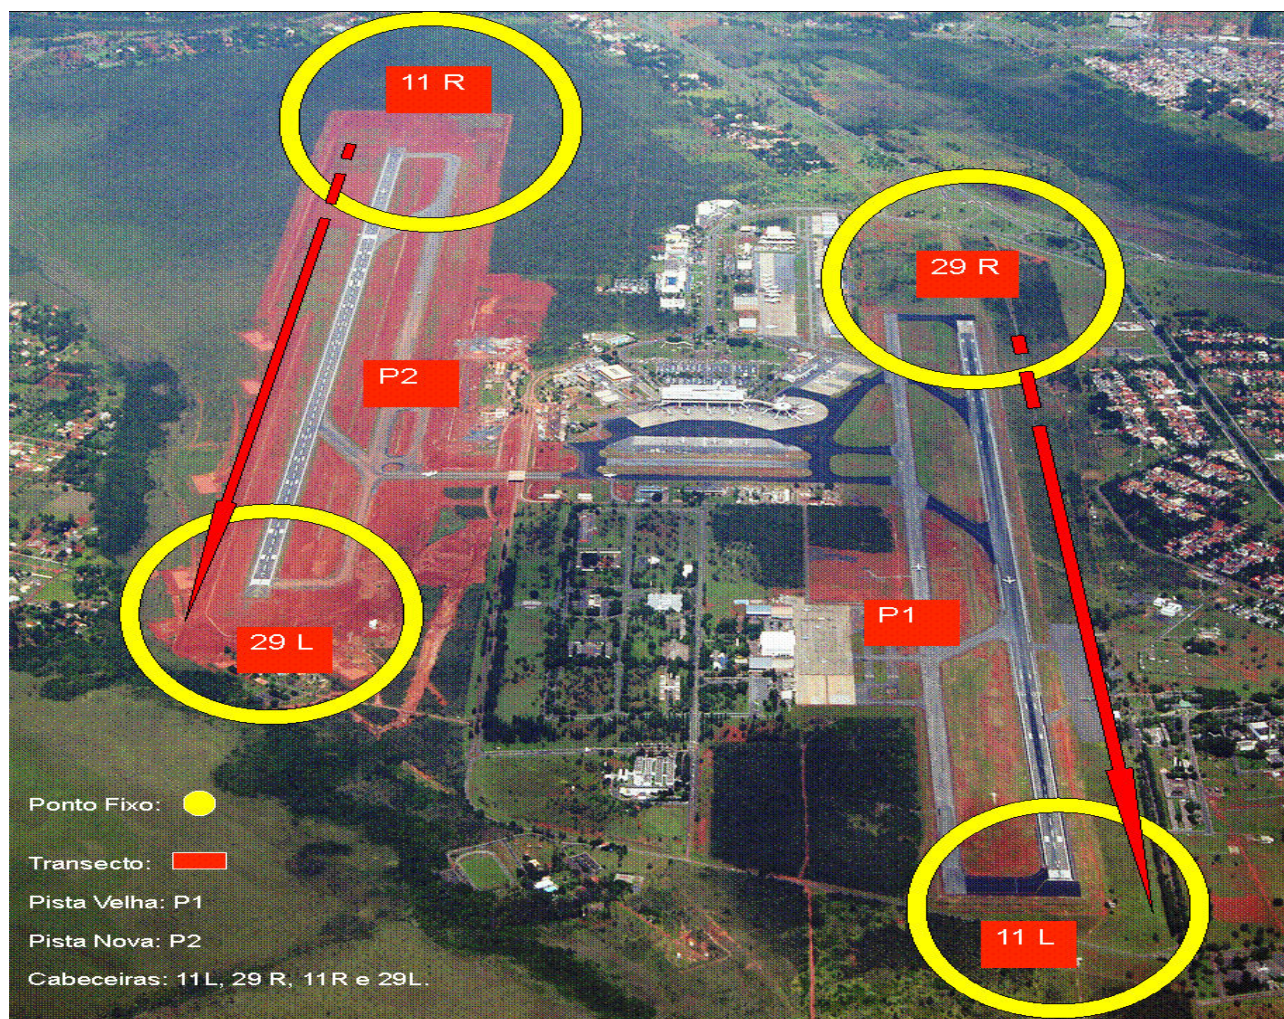 11 R
29 R
P2
P1
29 L
11 L
Ponto Fixo:
Transecto:
Pista Velha: P1
Pista Nova: P2
Cabeceiras: 11L, 29 R, 11R e 29L.